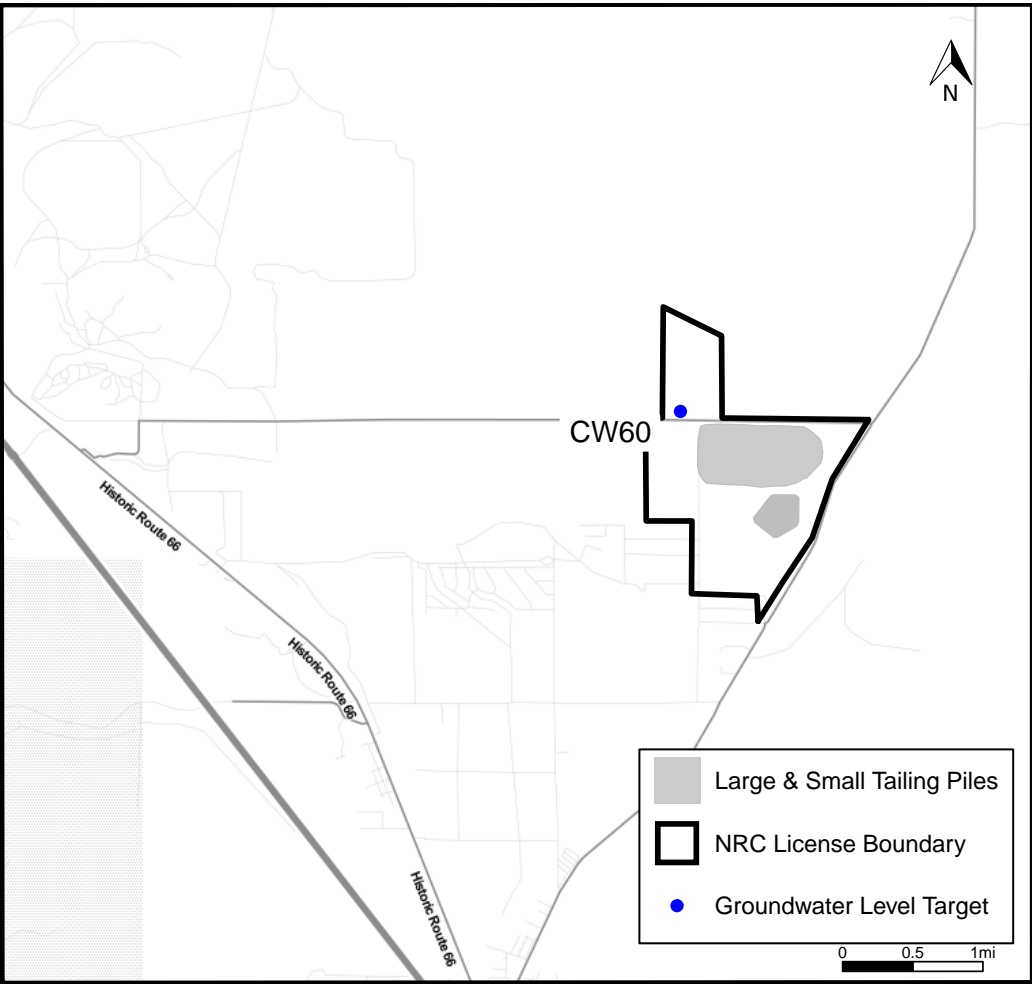 N
CW60
Historic Route 66
Historic Route 66
Historic Route 66
Large & Small Tailing Piles
NRC License Boundary
Groundwater Level Target
0 0.5 1mi